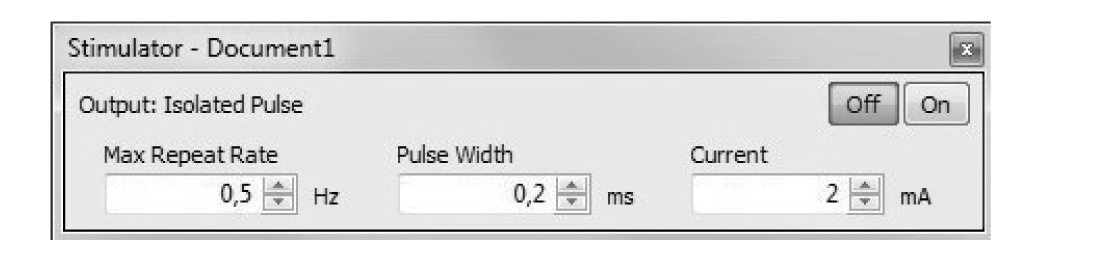 Stimulator - Document1
x
Output: Isolated Pulse Off On
Max Repeat Rate Pulse Width Current
0,5 Hz 0,2 ms 2 mA